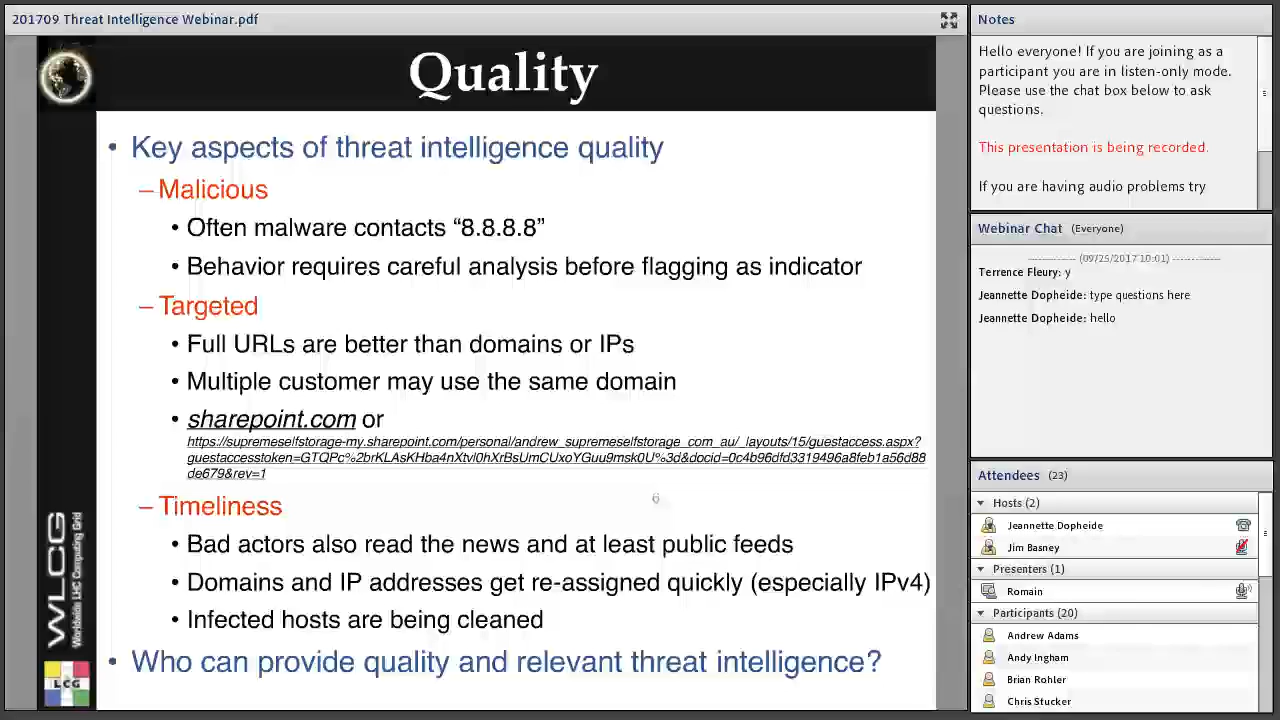 201709 Threat Intelligence Webinar.pdf
Quality
• Key aspects of threat intelligence quality
– Malicious
• Often malware contacts “8.8.8.8”
• Behavior requires careful analysis before flagging as indicator
– Targeted
• Full URLs are better than domains or IPs
• Multiple customer may use the same domain
• sharepoint.com or
https://supremeselfstorage-my.sharepoint.com/personal/andrew_supremeselfstorage_com_au/_layouts/15/guestaccess.aspx?
guestaccesstoken=GTQPc%2brKLAsKHba4nXtvl0hXrBsUmCUxoYGuu9msk0U%3d&docid=0c4b96dfd3319496a8feb1a56d88
de679&rev=1
– Timeliness
• Bad actors also read the news and at least public feeds
• Domains and IP addresses get re-assigned quickly (especially IPv4)
• Infected hosts are being cleaned
• Who can provide quality and relevant threat intelligence?
WLCG
Worldwide LHC Computing Grid
LCG
Notes
Hello everyone! If you are joining as a
participant you are in listen-only mode.
Please use the chat box below to ask
questions.
This presentation is being recorded.
If you are having audio problems try
Webinar Chat (Everyone)
------------ (09/25/2017 10:01) ------------
Terrence Fleury: y
Jeannette Dopheide: type questions here
Jeannette Dopheide: hello
Attendees (23)
Hosts (2)
Jeannette Dopheide
Jim Basney
Presenters (1)
Romain
Participants (20)
Andrew Adams
Andy Ingham
Brian Rohler
Chris Stucker